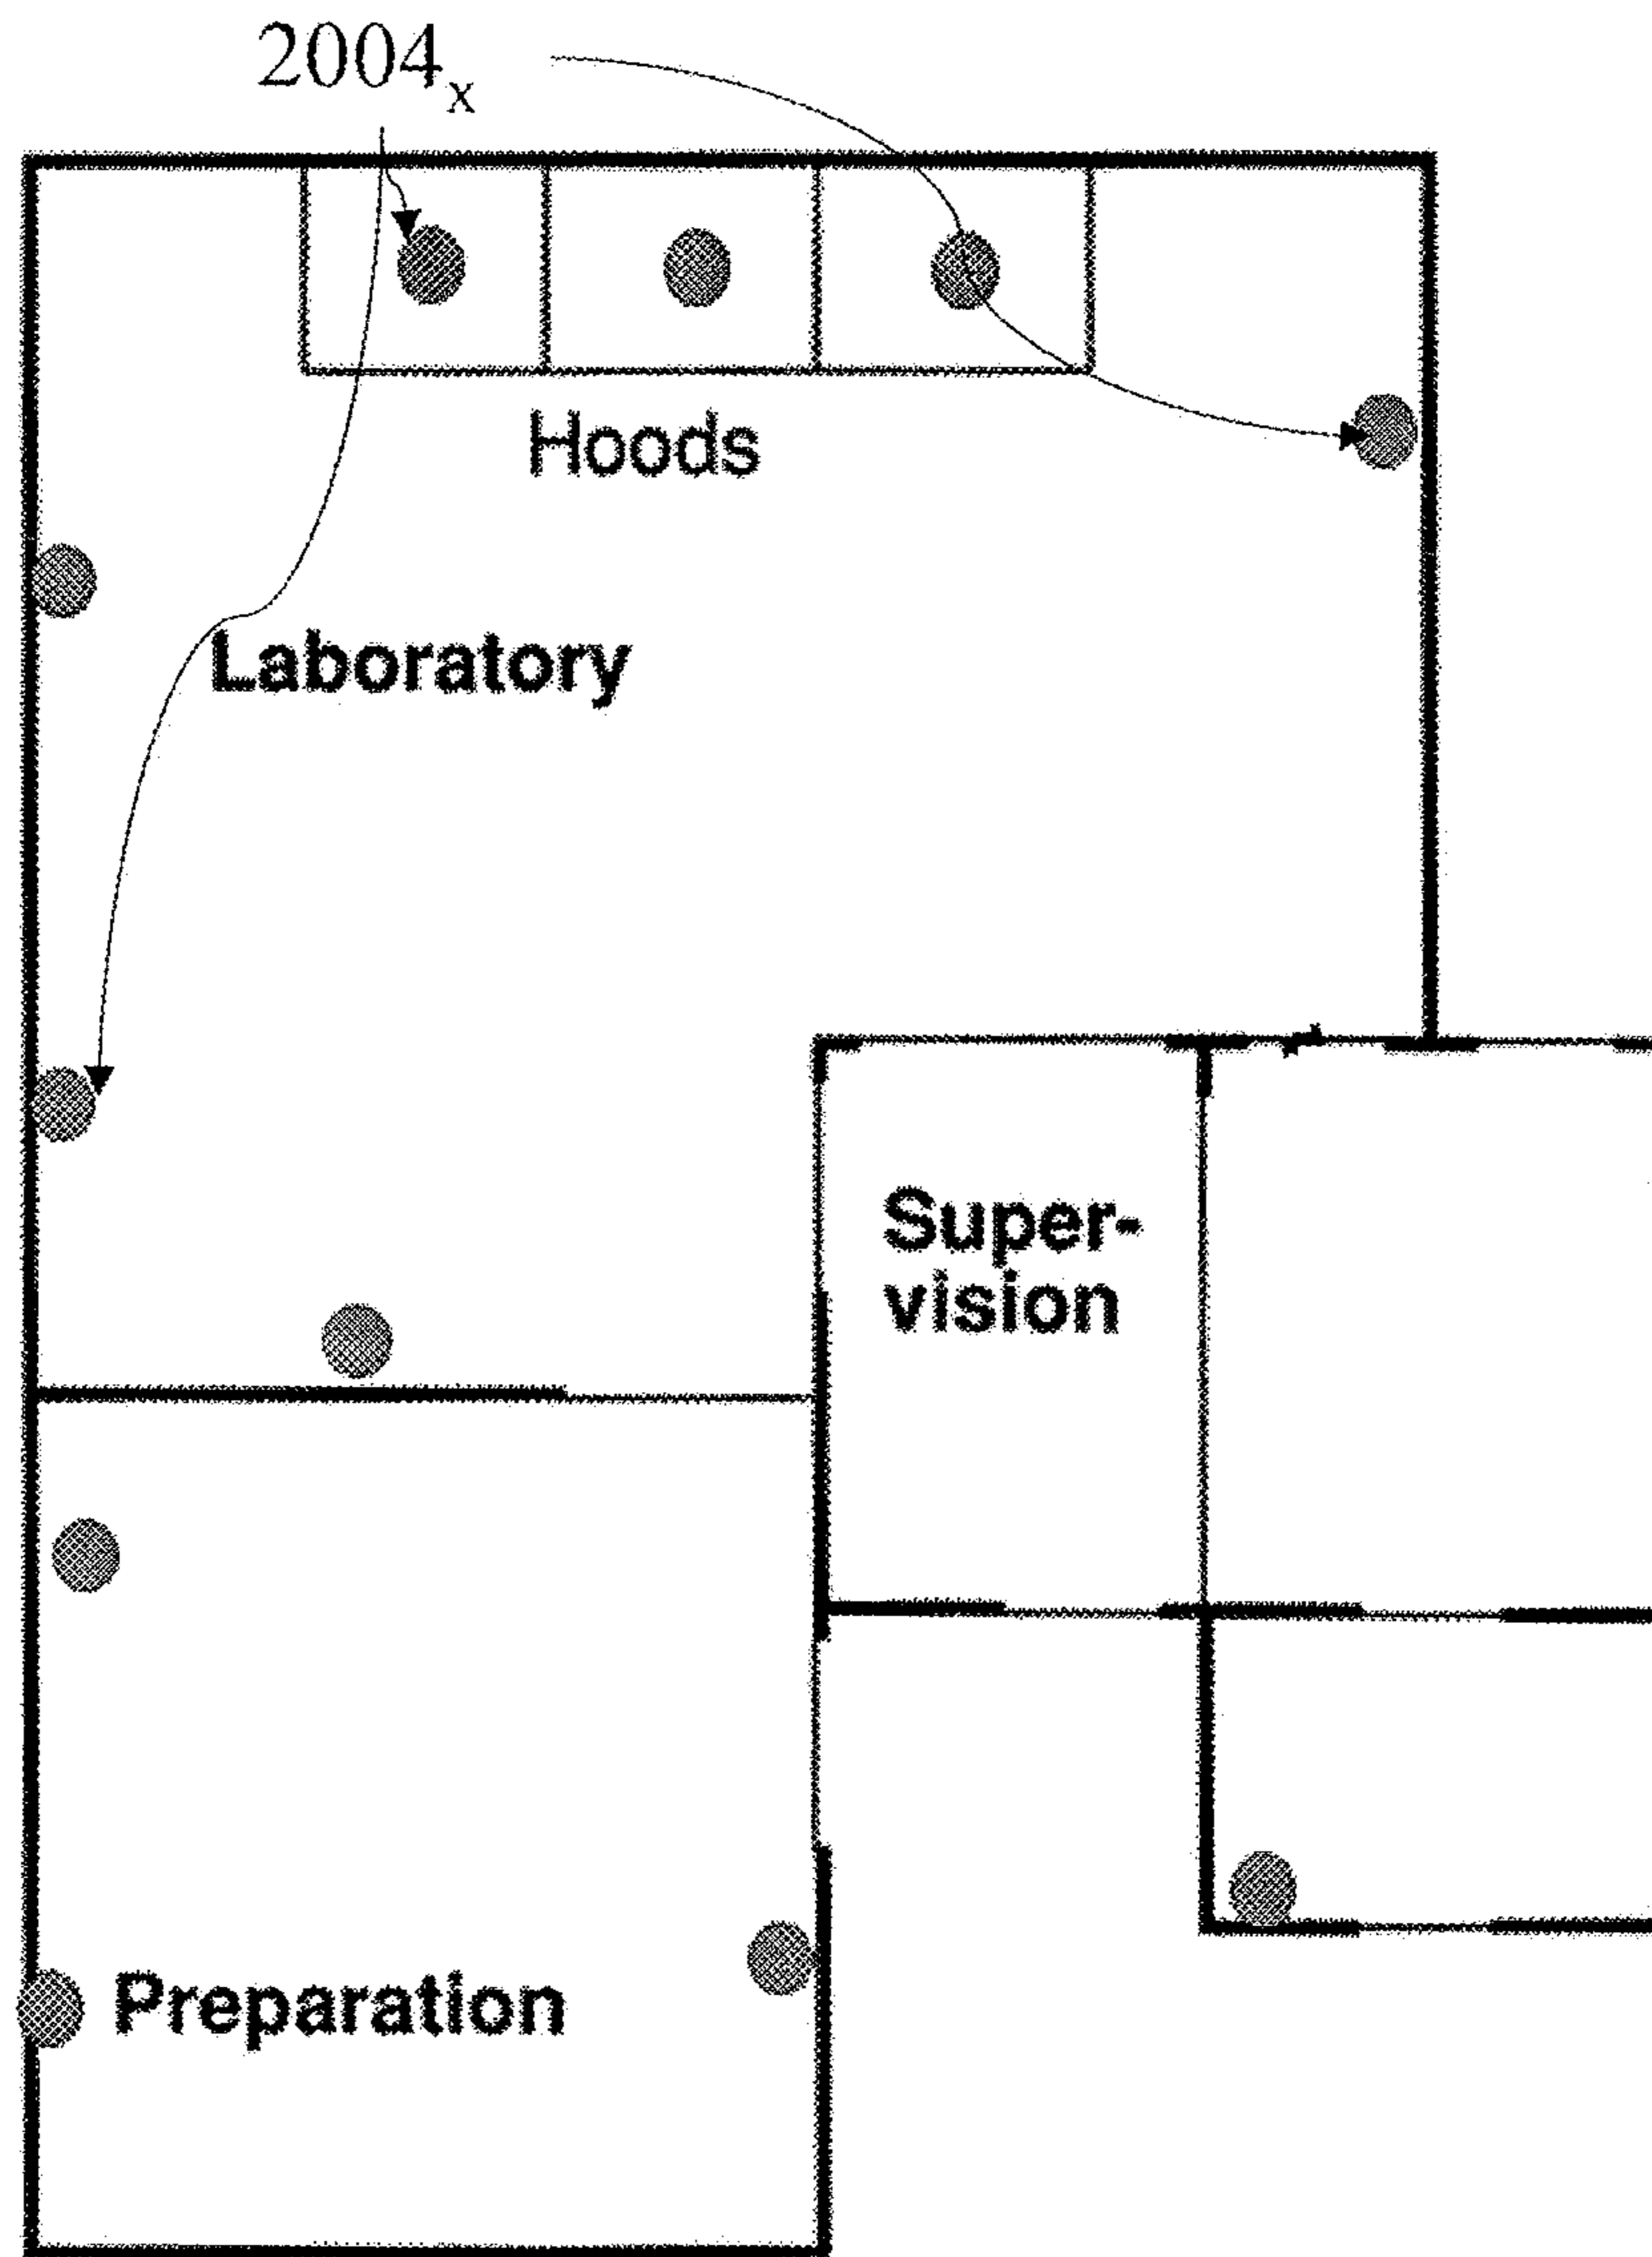 2004x
Hoods
Laboratory
Super-
vision
Preparation